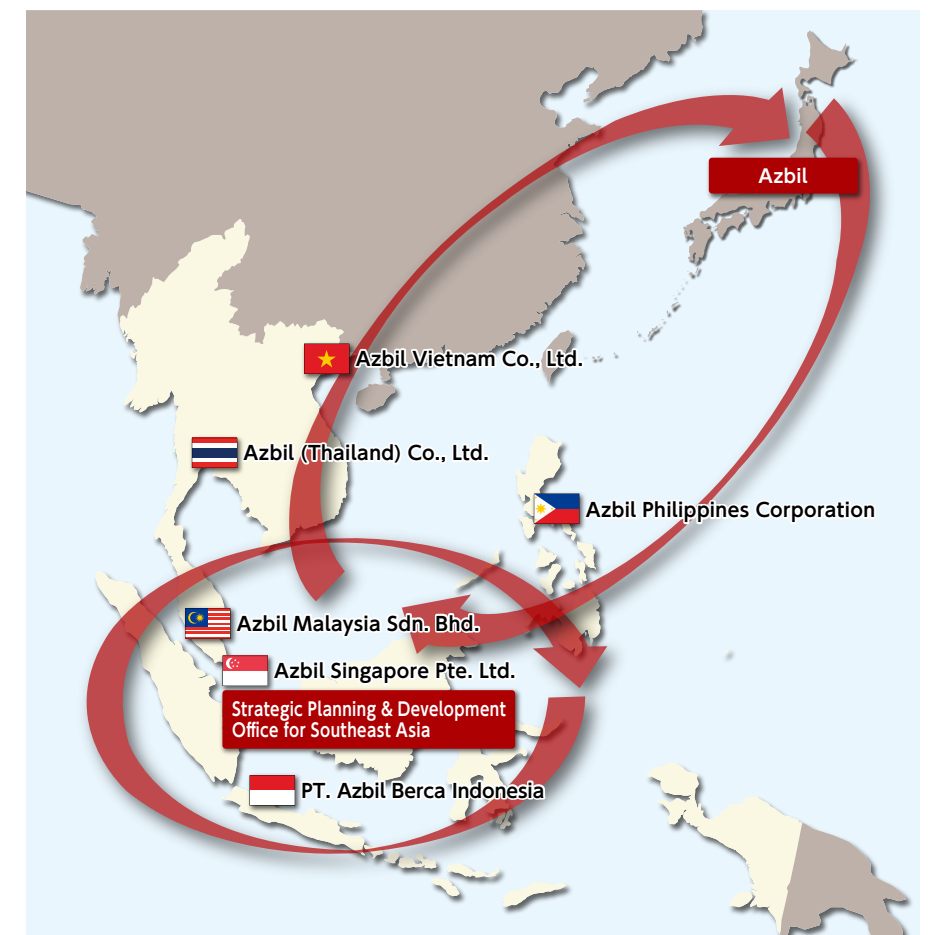 Azbil
Azbil Vietnam Co., Ltd.
Azbil (Thailand) Co., Ltd.
Azbil Philippines Corporation
Azbil Malaysia Sdn. Bhd.
Azbil Singapore Pte. Ltd.
Strategic Planning & Development
Office for Southeast Asia
PT. Azbil Berca Indonesia